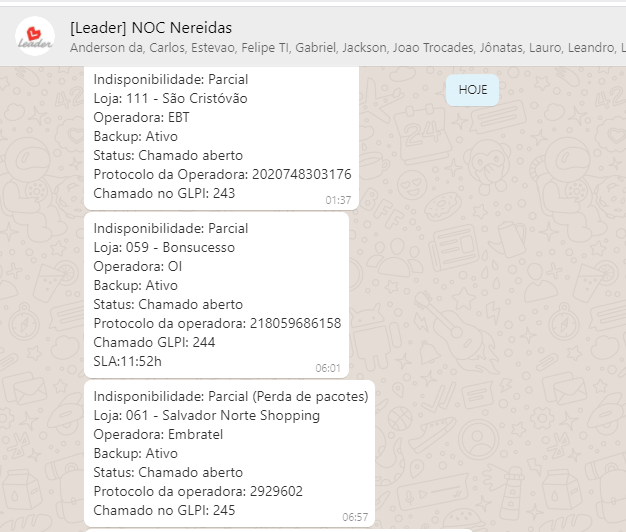 [Leader] NOC Nereidas
Anderson da, Carlos, Estevao, Felipe TI, Gabriel, Jackson, Joao Trocades, Jônatas, Lauro, Leandro, L
Leader
HOJE
Indisponibilidade: Parcial
Loja: 111 - São Cristóvão
Operadora: EBT
Backup: Ativo
Status: Chamado aberto
Protocolo da Operadora: 2020748303176
Chamado no GLPI: 243
01:37
Indisponibilidade: Parcial
Loja: 059 - Bonsucesso
Operadora: OI
Backup: Ativo
Status: Chamado aberto
Protocolo da operadora: 218059686158
Chamado GLPI: 244
SLA:11:52h
06:01
Indisponibilidade: Parcial (Perda de pacotes)
Loja: 061 - Salvador Norte Shopping
Operadora: Embratel
Backup: Ativo
Status: Chamado aberto
Protocolo da operadora: 2929602
Chamado no GLPI: 245
06:57